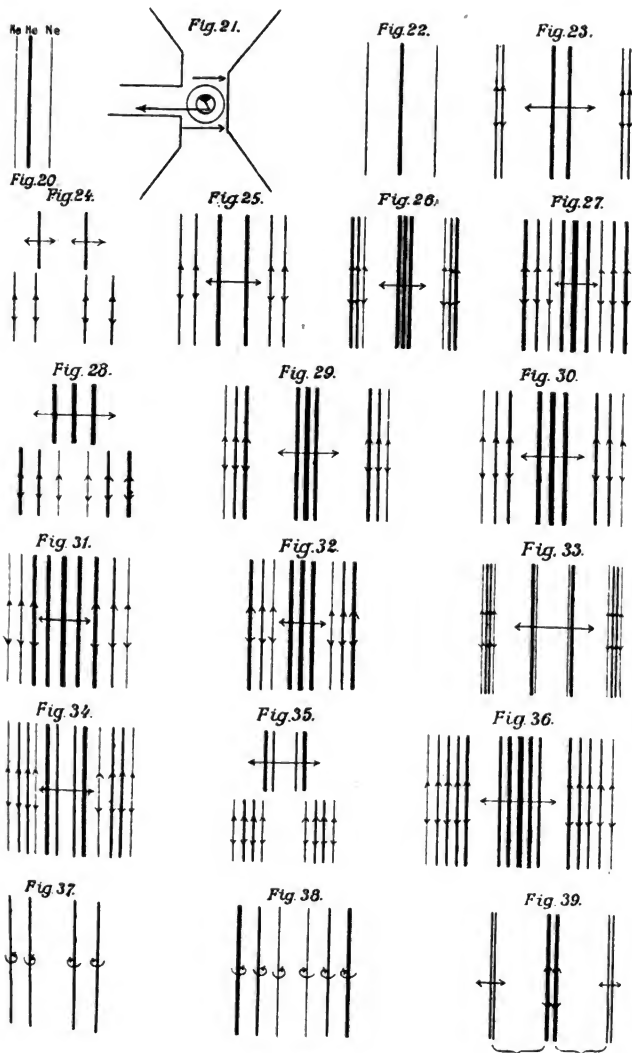 Ne Ne Ne
Fig. 21.
Fig. 22.
Fig. 23.
Fig. 20.
Fig. 24.
Fig. 25.
Fig. 26.
Fig. 27.
Fig. 28.
Fig. 29.
Fig. 30.
Fig. 31.
Fig. 32.
Fig. 33.
Fig. 34.
Fig. 35.
Fig. 36.
Fig. 37.
Fig. 38.
Fig. 39.